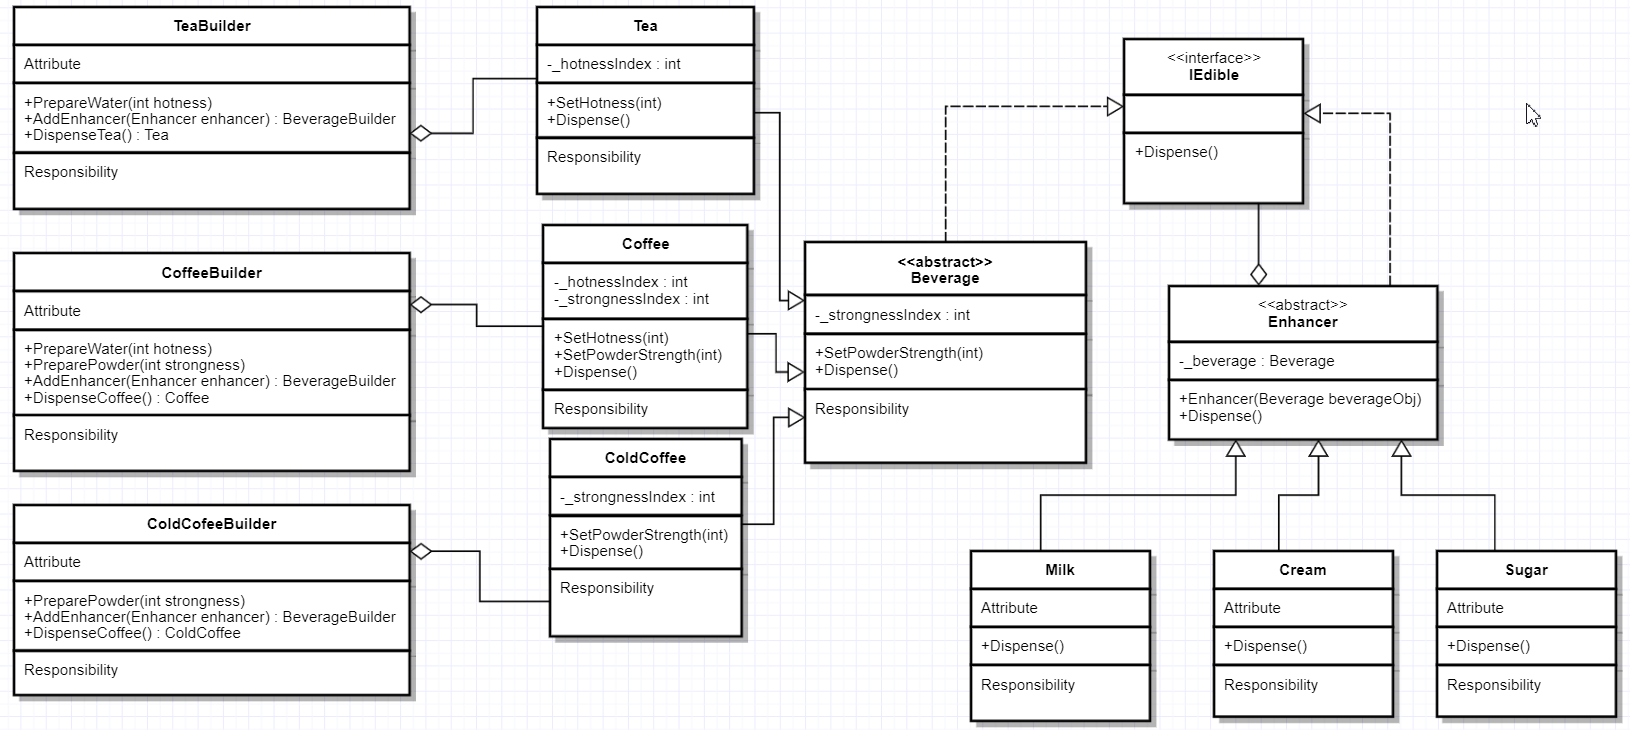 TeaBuilder
Attribute
+PrepareWater(int hotness)
+AddEnhancer(Enhancer enhancer) : BeverageBuilder
+DispenseTea() : Tea
Responsibility
Tea
-_hotnessIndex : int
+SetHotness(int)
+Dispense()
Responsibility
<<interface>>
IEdible
+Dispense()
CoffeeBuilder
Attribute
+PrepareWater(int hotness)
+PreparePowder(int strongness)
+AddEnhancer(Enhancer enhancer) : BeverageBuilder
+DispenseCoffee() : Coffee
Responsibility
Coffee
-_hotnessIndex : int
-_strongnessIndex : int
+SetHotness(int)
+SetPowderStrength(int)
+Dispense()
Responsibility
<<abstract>>
Beverage
-_strongnessIndex : int
+SetPowderStrength(int)
+Dispense()
Responsibility
<<abstract>>
Enhancer
-_beverage : Beverage
+Enhancer(Beverage beverageObj)
+Dispense()
ColdCofeeBuilder
Attribute
+PreparePowder(int strongness)
+AddEnhancer(Enhancer enhancer) : BeverageBuilder
+DispenseCoffee() : ColdCoffee
Responsibility
ColdCoffee
-_strongnessIndex : int
+SetPowderStrength(int)
+Dispense()
Responsibility
Milk
Attribute
+Dispense()
Responsibility
Cream
Attribute
+Dispense()
Responsibility
Sugar
Attribute
+Dispense()
Responsibility